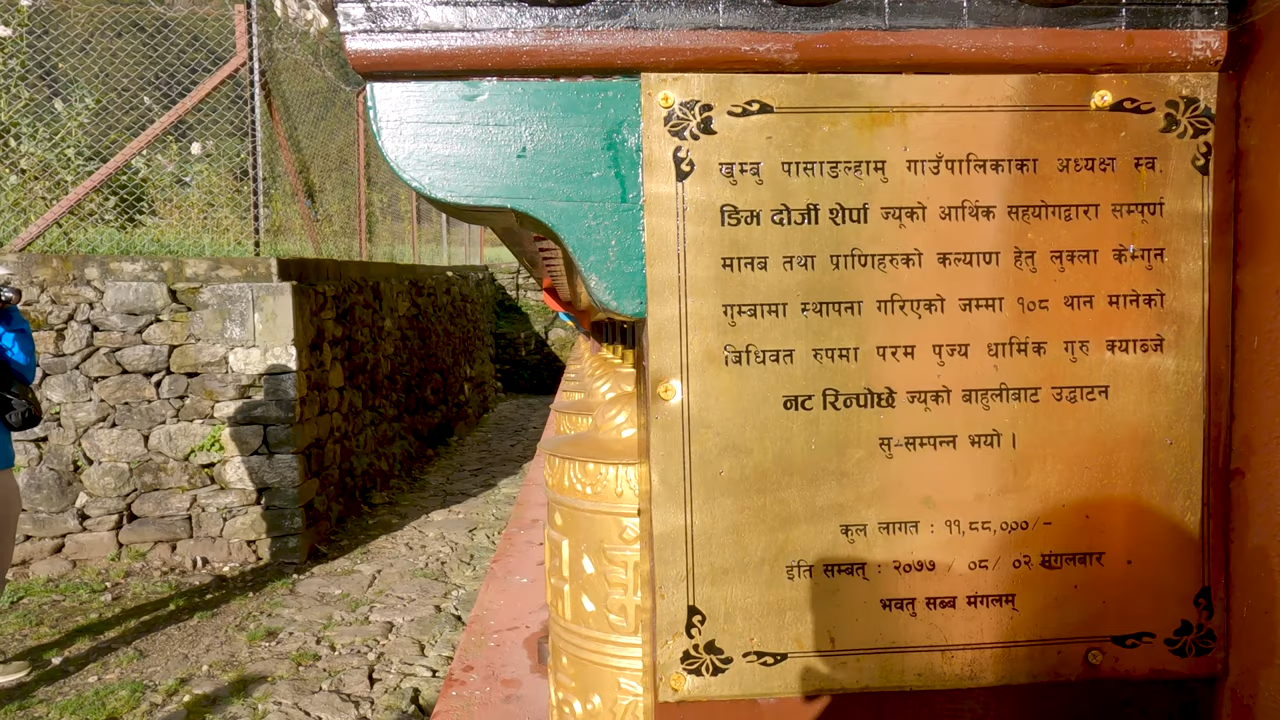 खुम्बु पासाङल्हामु गाउँपालिकाका अध्यक्ष स्व.
ङिम दोर्जी शेर्पा ज्यूको आर्थिक सहयोगद्वारा सम्पूर्ण
मानब तथा प्राणिहरुको कल्याण हेतु लुक्ला केम्गुन
गुम्बामा स्थापना गरिएको जम्मा १०८ थान मानेको
बिधिवत रुपमा परम पुज्य धार्मिक गुरु क्याब्जे
नट रिन्पोछे ज्यूको बाहुलीबाट उद्घाटन
सु-सम्पन्न भयो ।
कुल लागत : ११,८८,०००/-
इति सम्बत् : २०७७ / ०८/ ०२ मंगलबार
भवतु सब्ब मंगलम्